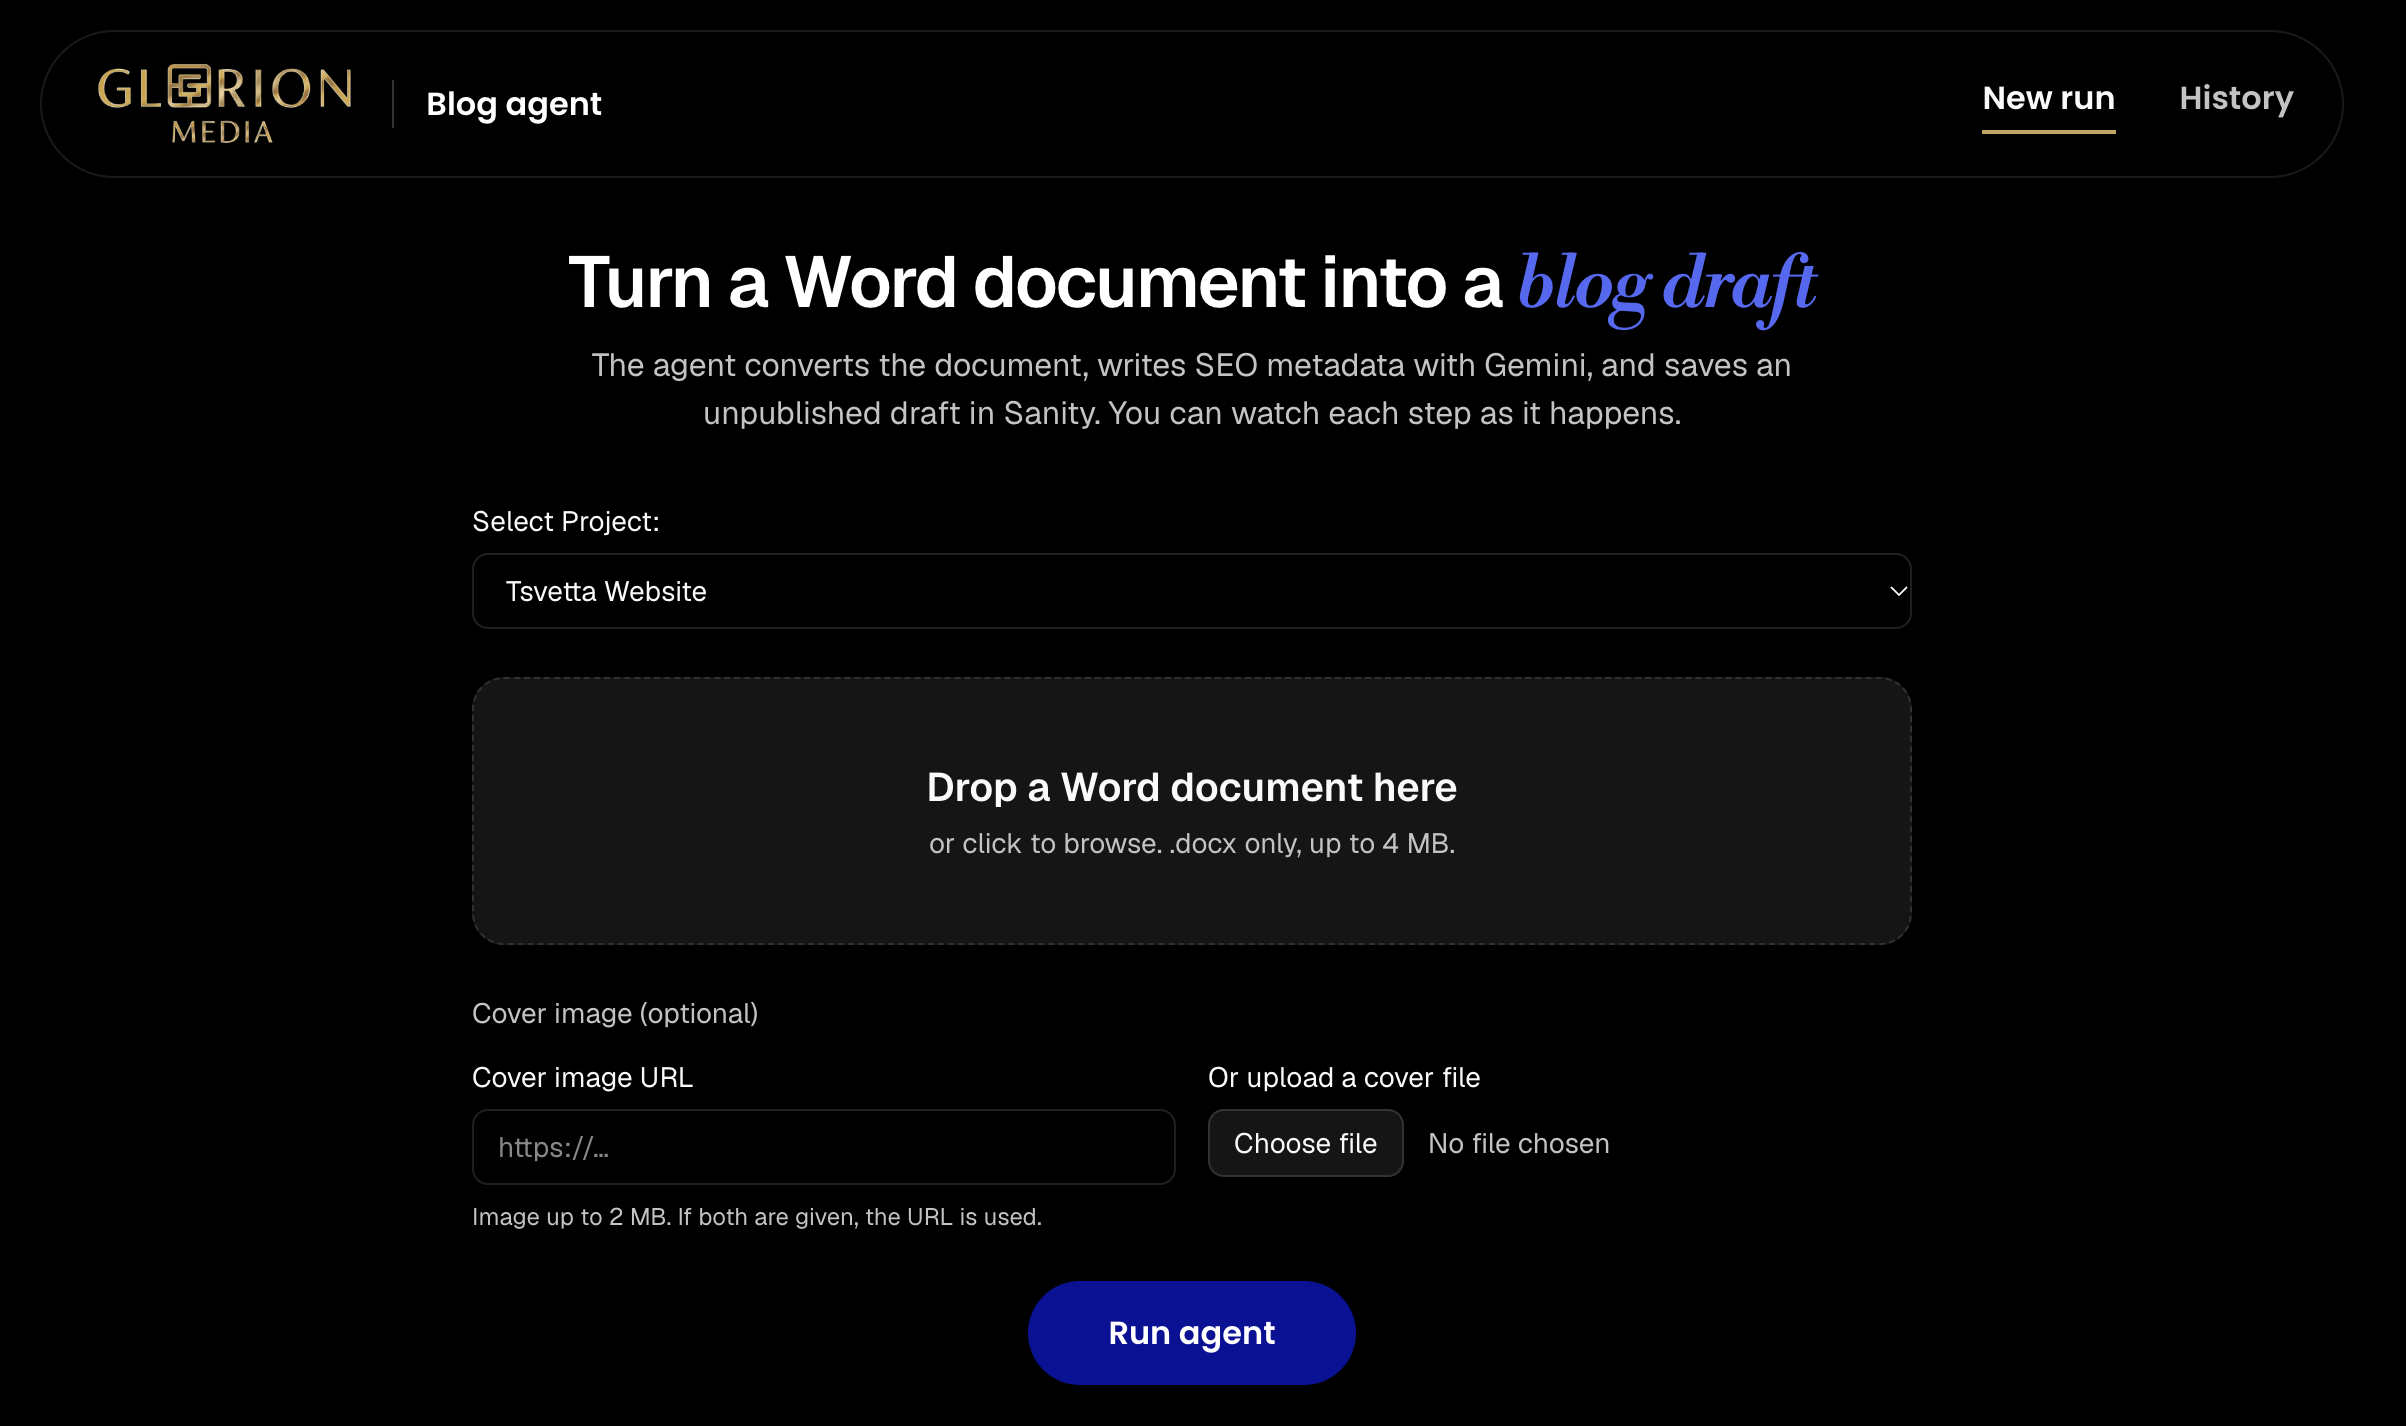 GLORION
MEDIA
Blog agent
New run
History
Turn a Word document into a blog draft
The agent converts the document, writes SEO metadata with Gemini, and saves an
unpublished draft in Sanity. You can watch each step as it happens.
Select Project:
Tsvetta Website
Drop a Word document here
or click to browse. .docx only, up to 4 MB.
Cover image (optional)
Cover image URL
Or upload a cover file
https://...
Choose file
No file chosen
Image up to 2 MB. If both are given, the URL is used.
Run agent